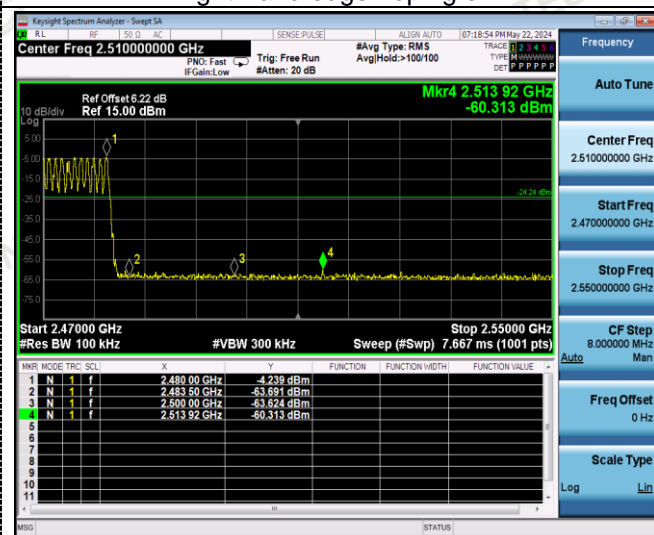 Keysight Spectrum Analyzer - Swept SA
RL RF 50 Ω AC SENSE:PULSE ALIGN AUTO 07:18:54 PM May 22, 2024
Center Freq 2.510000000 GHz
PNO: Fast
IFGain:Low
Trig: Free Run
#Atten: 20 dB
#Avg Type: RMS
Avg|Hold:>100/100
TRACE 1 2 3 4 5 6
TYPE M W W W W W
DET P P P P P P
Frequency
Auto Tune
Center Freq
2.510000000 GHz
Start Freq
2.470000000 GHz
Stop Freq
2.550000000 GHz
CF Step
8.000000 MHz
Auto Man
Freq Offset
0 Hz
Scale Type
Log Lin
Mkr4 2.513 92 GHz
-60.313 dBm
Ref Offset 6.22 dB
10 dB/div Ref 15.00 dBm
Log
5.00
-5.00
-15.0
-25.0
-35.0
-45.0
-55.0
-65.0
-75.0
1
2
3
4
-24.24 dBm
Start 2.47000 GHz Stop 2.55000 GHz
#Res BW 100 kHz #VBW 300 kHz Sweep (#Swp) 7.667 ms (1001 pts)
MKR MODE TRC SCL X Y FUNCTION FUNCTION WIDTH FUNCTION VALUE
1 N 1 f 2.480 00 GHz -4.239 dBm
2 N 1 f 2.483 50 GHz -63.691 dBm
3 N 1 f 2.500 00 GHz -63.624 dBm
4 N 1 f 2.513 92 GHz -60.313 dBm
5
6
7
8
9
10
11
MSG STATUS